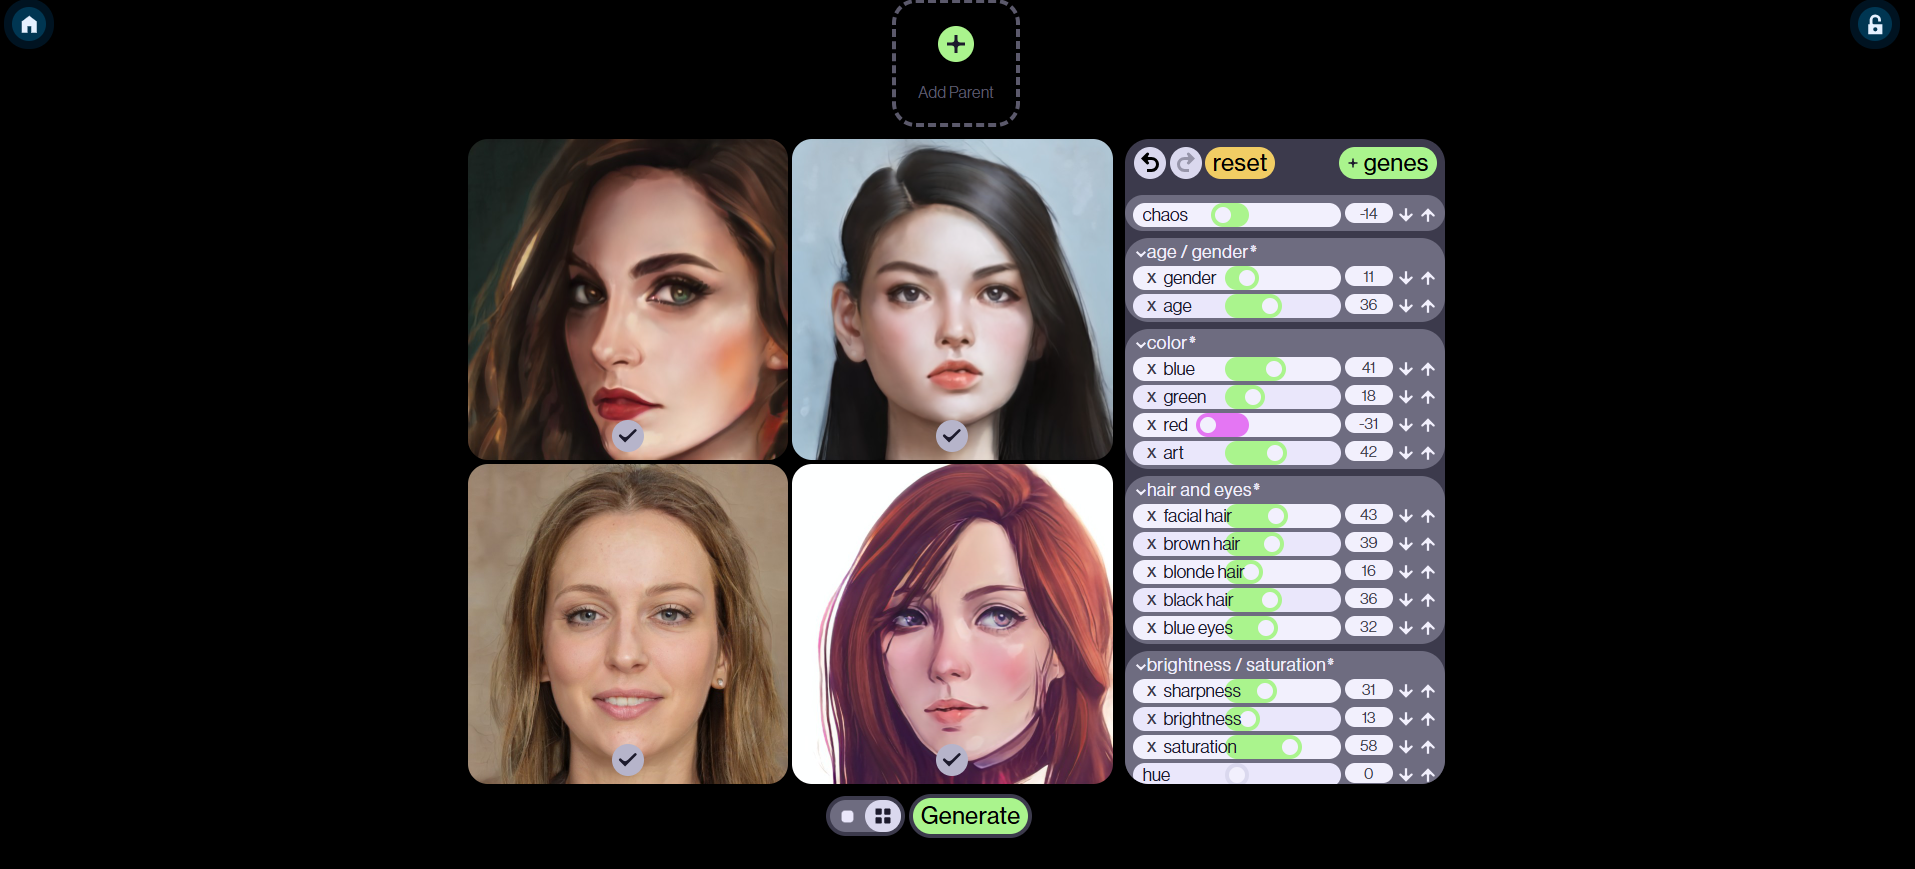 Add Parent
reset
+ genes
chaos -14
age / gender*
x gender 11
x age 36
color*
x blue 41
x green 18
x red -31
x art 42
hair and eyes*
x facial hair 43
x brown hair 39
x blonde hair 16
x black hair 36
x blue eyes 32
brightness / saturation*
x sharpness 31
x brightness 13
x saturation 58
hue 0
Generate